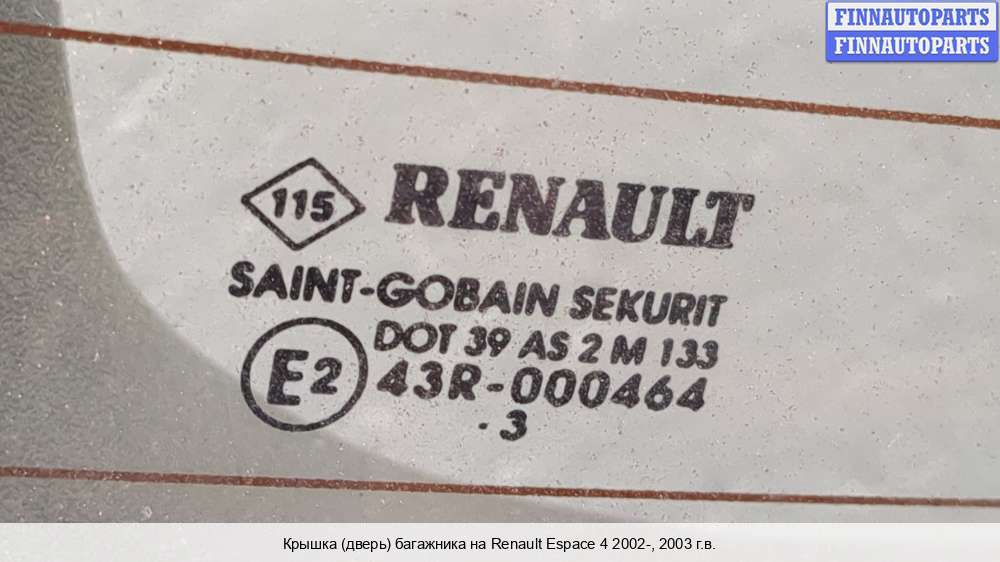 FINNAUTOPARTS
FINNAUTOPARTS
115 RENAULT
SAINT-GOBAIN SEKURIT
DOT 39 AS 2 M 133
E2 43R-000464
.3
Крышка (дверь) багажника на Renault Espace 4 2002-, 2003 г.в.